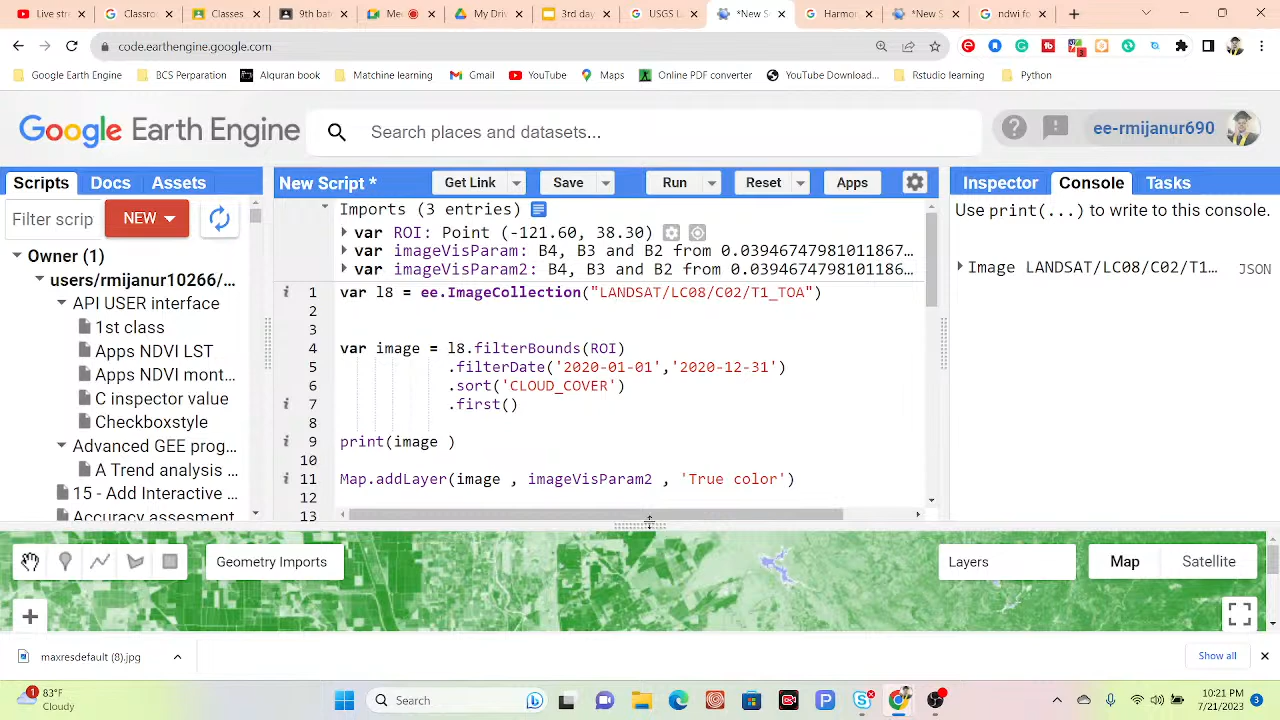 Live stre
Classroo
Classes
9th batc
Mee
My Driv
3rd day
USGS L
*New S
Harmor
*New S
ndwi fo
code.earthengine.google.com
Google Earth Engine
BCS Perparation
Alquran book
Matchine learning
Gmail
YouTube
Maps
Online PDF converter
YouTube Download...
Rstudio learning
Python
Google Earth Engine
Search places and datasets...
ee-rmijanur690
Scripts
Docs
Assets
New Script *
Get Link
Save
Run
Reset
Apps
Inspector
Console
Tasks
Filter scrip
NEW
Owner (1)
users/rmijanur10266/...
API USER interface
1st class
Apps NDVI LST
Apps NDVI mont...
C inspector value
Checkboxstyle
Advanced GEE prog...
A Trend analysis ...
15 - Add Interactive ...
Accuracy assesment
Imports (3 entries)
var ROI: Point (-121.60, 38.30)
var imageVisParam: B4, B3 and B2 from 0.03946747981011867...
var imageVisParam2: B4, B3 and B2 from 0.0394674798101186...
1 var l8 = ee.ImageCollection("LANDSAT/LC08/C02/T1_TOA")
2
3
4 var image = l8.filterBounds(ROI)
5 .filterDate('2020-01-01','2020-12-31')
6 .sort('CLOUD_COVER')
7 .first()
8
9 print(image )
10
11 Map.addLayer(image , imageVisParam2 , 'True color')
12
13
Use print(...) to write to this console.
Image LANDSAT/LC08/C02/T1...
JSON
Geometry Imports
Layers
Map
Satellite
maxresdefault (8).jpg
Show all
1
83°F
Cloudy
Search
10:21 PM
7/21/2023
3